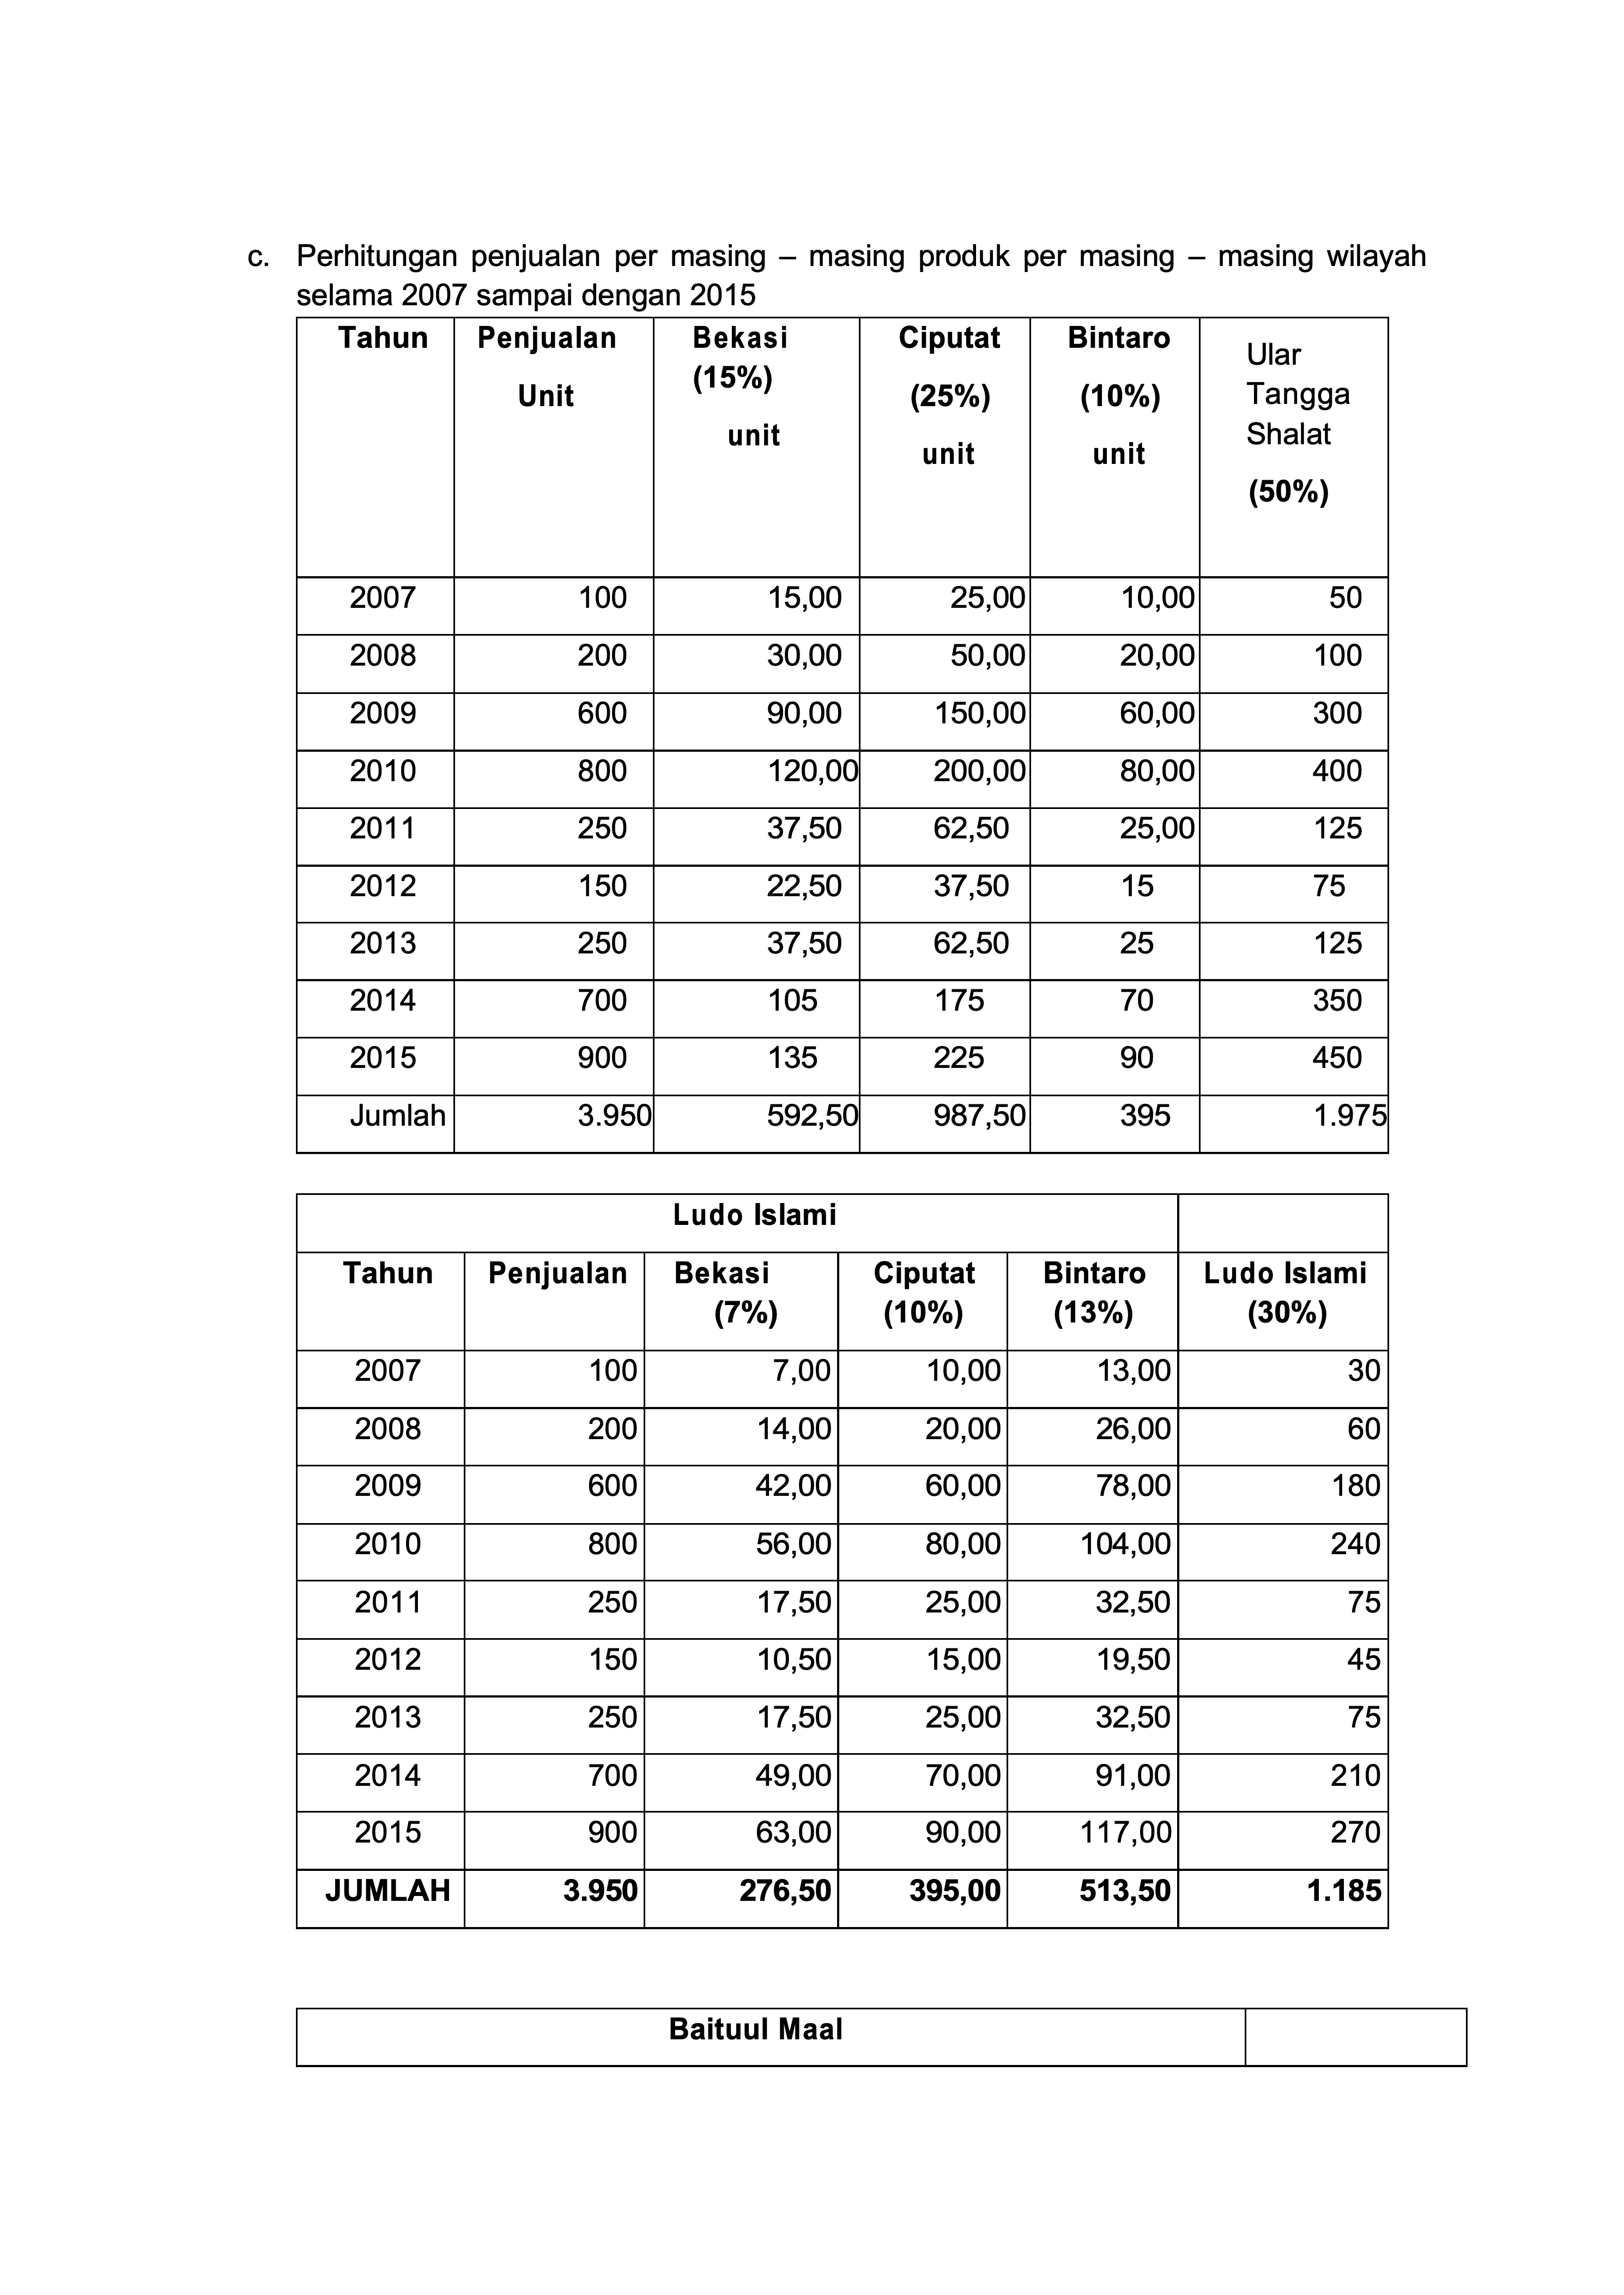 c. Perhitungan penjualan per masing – masing produk per masing – masing wilayah
selama 2007 sampai dengan 2015
Tahun Penjualan Unit Bekasi (15%) unit Ciputat (25%) unit Bintaro (10%) unit Ular Tangga Shalat (50%)
2007 100 15,00 25,00 10,00 50
2008 200 30,00 50,00 20,00 100
2009 600 90,00 150,00 60,00 300
2010 800 120,00 200,00 80,00 400
2011 250 37,50 62,50 25,00 125
2012 150 22,50 37,50 15 75
2013 250 37,50 62,50 25 125
2014 700 105 175 70 350
2015 900 135 225 90 450
Jumlah 3.950 592,50 987,50 395 1.975
Ludo Islami
Tahun Penjualan Bekasi (7%) Ciputat (10%) Bintaro (13%) Ludo Islami (30%)
2007 100 7,00 10,00 13,00 30
2008 200 14,00 20,00 26,00 60
2009 600 42,00 60,00 78,00 180
2010 800 56,00 80,00 104,00 240
2011 250 17,50 25,00 32,50 75
2012 150 10,50 15,00 19,50 45
2013 250 17,50 25,00 32,50 75
2014 700 49,00 70,00 91,00 210
2015 900 63,00 90,00 117,00 270
JUMLAH 3.950 276,50 395,00 513,50 1.185
Baituul Maal